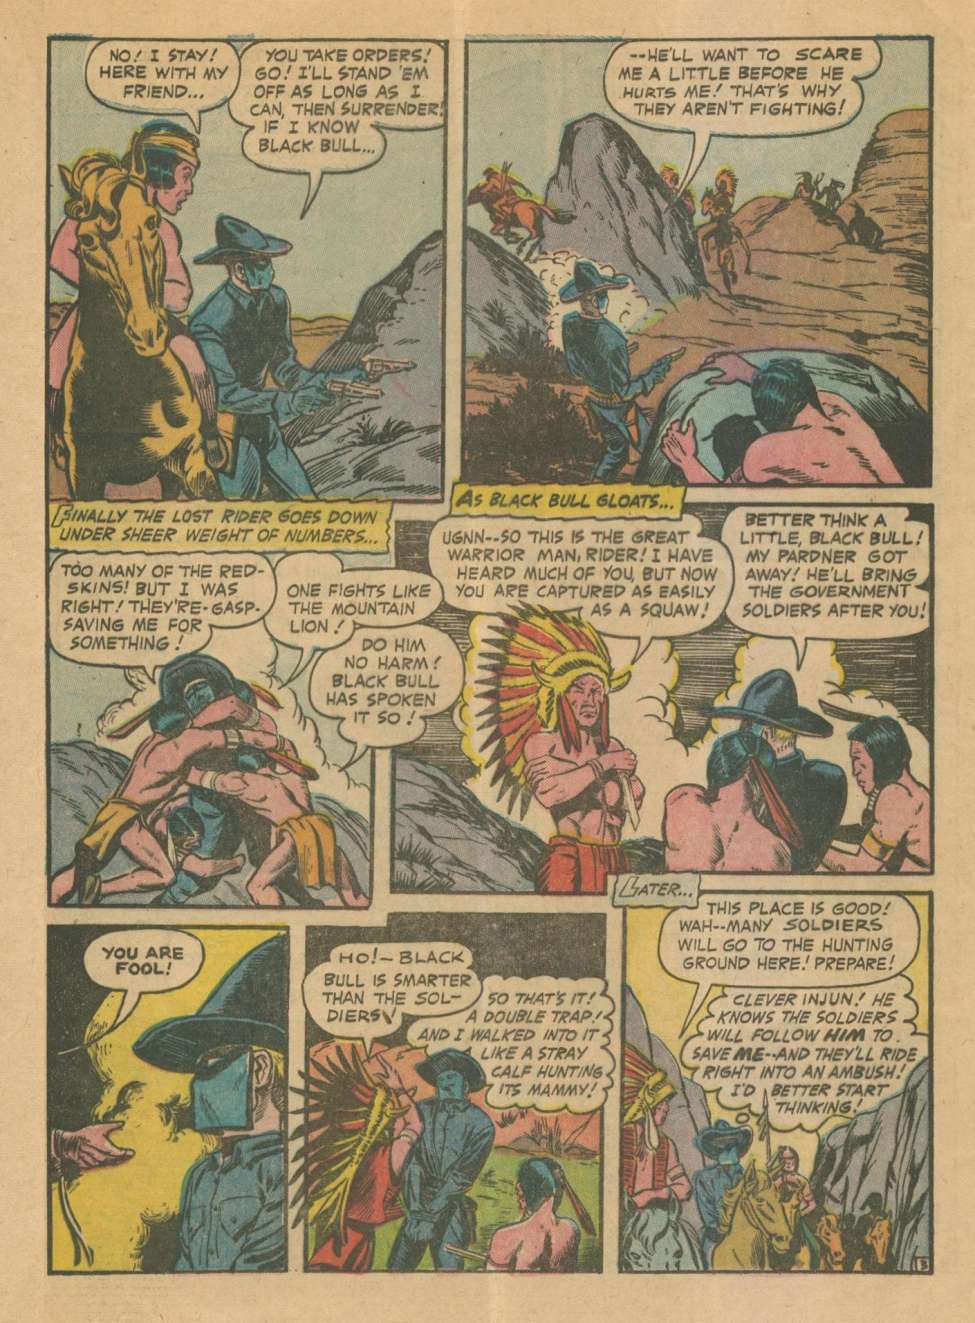 NO! I STAY!
HERE WITH MY
FRIEND...
YOU TAKE ORDERS!
GO! I'LL STAND 'EM
OFF AS LONG AS I
CAN, THEN SURRENDER!
IF I KNOW
BLACK BULL...
--HE'LL WANT TO SCARE
ME A LITTLE BEFORE HE
HURTS ME! THAT'S WHY
THEY AREN'T FIGHTING!
FINALLY THE LOST RIDER GOES DOWN
UNDER SHEER WEIGHT OF NUMBERS...
TOO MANY OF THE RED-
SKINS! BUT I WAS
RIGHT! THEY'RE-GASP-
SAVING ME FOR
SOMETHING!
ONE FIGHTS LIKE
THE MOUNTAIN
LION!
DO HIM
NO HARM!
BLACK BULL
HAS SPOKEN
IT SO!
AS BLACK BULL GLOATS...
UGNN--SO THIS IS THE GREAT
WARRIOR MAN, RIDER! I HAVE
HEARD MUCH OF YOU, BUT NOW
YOU ARE CAPTURED AS EASILY
AS A SQUAW!
BETTER THINK A
LITTLE, BLACK BULL!
MY PARDNER GOT
AWAY! HE'LL BRING
THE GOVERNMENT
SOLDIERS AFTER YOU!
YOU ARE
FOOL!
HO!-BLACK
BULL IS SMARTER
THAN THE SOL-
DIERS!
SO THAT'S IT!
A DOUBLE TRAP!
AND I WALKED INTO IT
LIKE A STRAY
CALF HUNTING
ITS MAMMY!
LATER...
THIS PLACE IS GOOD!
WAH--MANY SOLDIERS
WILL GO TO THE HUNTING
GROUND HERE! PREPARE!
CLEVER INJUN! HE
KNOWS THE SOLDIERS
WILL FOLLOW HIM TO
SAVE ME--AND THEY'LL RIDE
RIGHT INTO AN AMBUSH!
I'D BETTER START
THINKING!
3